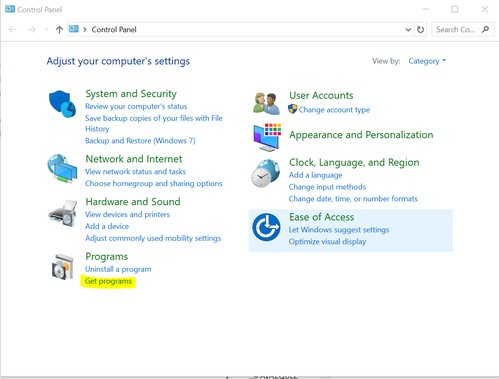 Control Panel
Control Panel
Search Co...
Adjust your computer's settings
View by:
Category
System and Security
Review your computer's status
Save backup copies of your files with File
History
Backup and Restore (Windows 7)
Network and Internet
View network status and tasks
Choose homegroup and sharing options
Hardware and Sound
View devices and printers
Add a device
Adjust commonly used mobility settings
Programs
Uninstall a program
Get programs
User Accounts
Change account type
Appearance and Personalization
Clock, Language, and Region
Add a language
Change input methods
Change date, time, or number formats
Ease of Access
Let Windows suggest settings
Optimize visual display